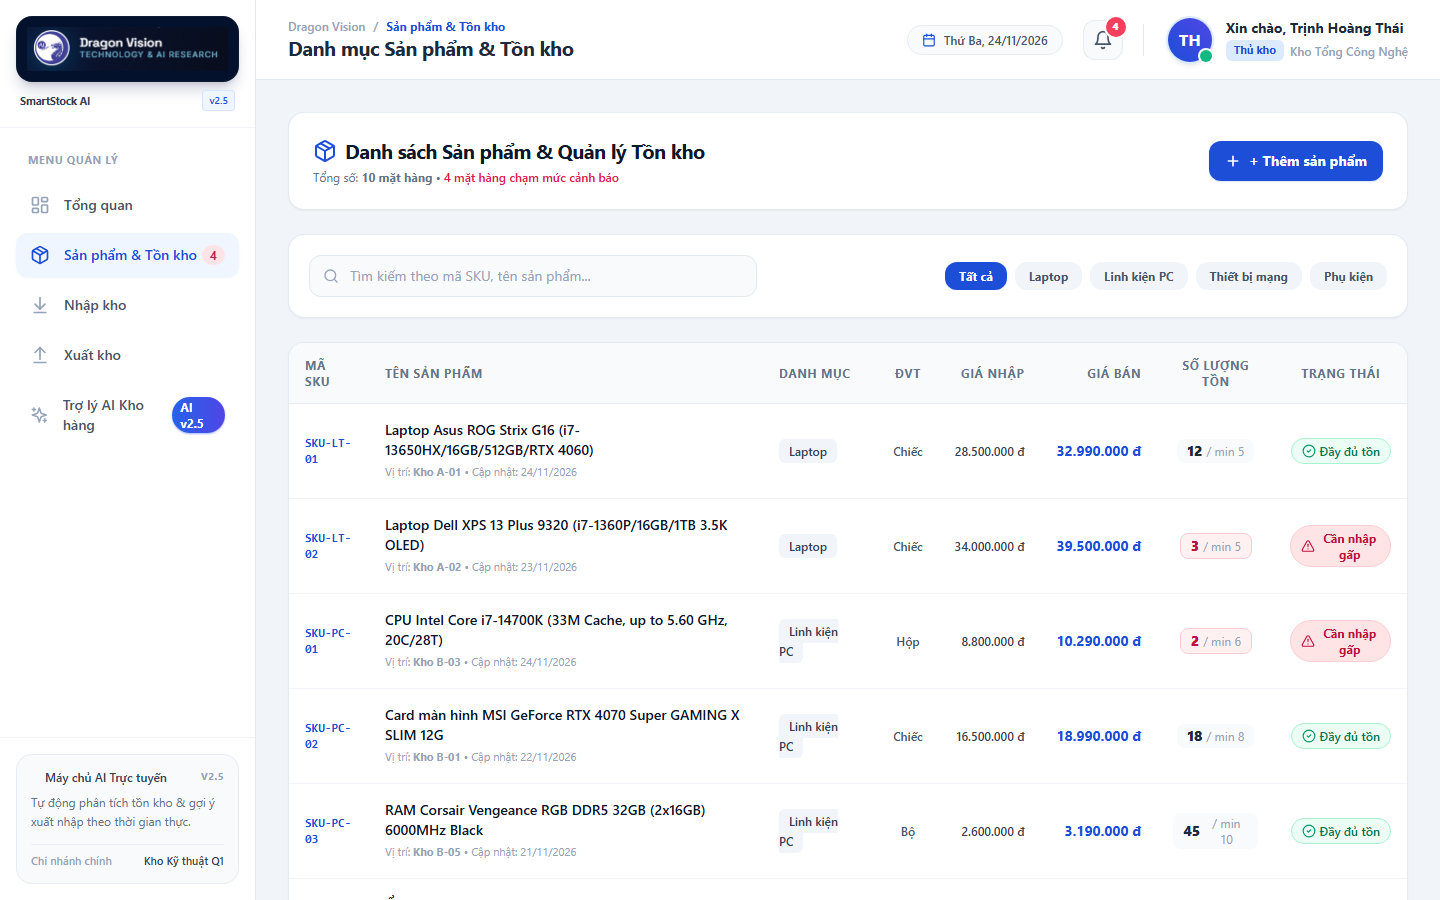 Dragon Vision
TECHNOLOGY & AI RESEARCH
SmartStock AI
v2.5
MENU QUẢN LÝ
Tổng quan
Sản phẩm & Tồn kho
4
Nhập kho
Xuất kho
Trợ lý AI Kho
hàng
AI
v2.5
Máy chủ AI Trực tuyến
V2.5
Tự động phân tích tồn kho & gợi ý
xuất nhập theo thời gian thực.
Chi nhánh chính
Kho Kỹ thuật Q1
Dragon Vision / Sản phẩm & Tồn kho
Danh mục Sản phẩm & Tồn kho
Thứ Ba, 24/11/2026
4
TH
Xin chào, Trịnh Hoàng Thái
Thủ kho
Kho Tổng Công Nghệ
Danh sách Sản phẩm & Quản lý Tồn kho
Tổng số: 10 mặt hàng • 4 mặt hàng chạm mức cảnh báo
+ + Thêm sản phẩm
Tìm kiếm theo mã SKU, tên sản phẩm...
Tất cả
Laptop
Linh kiện PC
Thiết bị mạng
Phụ kiện
MÃ
SKU
TÊN SẢN PHẨM
DANH MỤC
ĐVT
GIÁ NHẬP
GIÁ BÁN
SỐ LƯỢNG
TỒN
TRẠNG THÁI
SKU-LT-
01
Laptop Asus ROG Strix G16 (i7-
13650HX/16GB/512GB/RTX 4060)
Vị trí: Kho A-01 • Cập nhật: 24/11/2026
Laptop
Chiếc
28.500.000 đ
32.990.000 đ
12 / min 5
Đầy đủ tồn
SKU-LT-
02
Laptop Dell XPS 13 Plus 9320 (i7-1360P/16GB/1TB 3.5K
OLED)
Vị trí: Kho A-02 • Cập nhật: 23/11/2026
Laptop
Chiếc
34.000.000 đ
39.500.000 đ
3 / min 5
Cần nhập
gấp
SKU-PC-
01
CPU Intel Core i7-14700K (33M Cache, up to 5.60 GHz,
20C/28T)
Vị trí: Kho B-03 • Cập nhật: 24/11/2026
Linh kiện
PC
Hộp
8.800.000 đ
10.290.000 đ
2 / min 6
Cần nhập
gấp
SKU-PC-
02
Card màn hình MSI GeForce RTX 4070 Super GAMING X
SLIM 12G
Vị trí: Kho B-01 • Cập nhật: 22/11/2026
Linh kiện
PC
Chiếc
16.500.000 đ
18.990.000 đ
18 / min 8
Đầy đủ tồn
SKU-PC-
03
RAM Corsair Vengeance RGB DDR5 32GB (2x16GB)
6000MHz Black
Vị trí: Kho B-05 • Cập nhật: 21/11/2026
Linh kiện
PC
Bộ
2.600.000 đ
3.190.000 đ
45 / min
10
Đầy đủ tồn